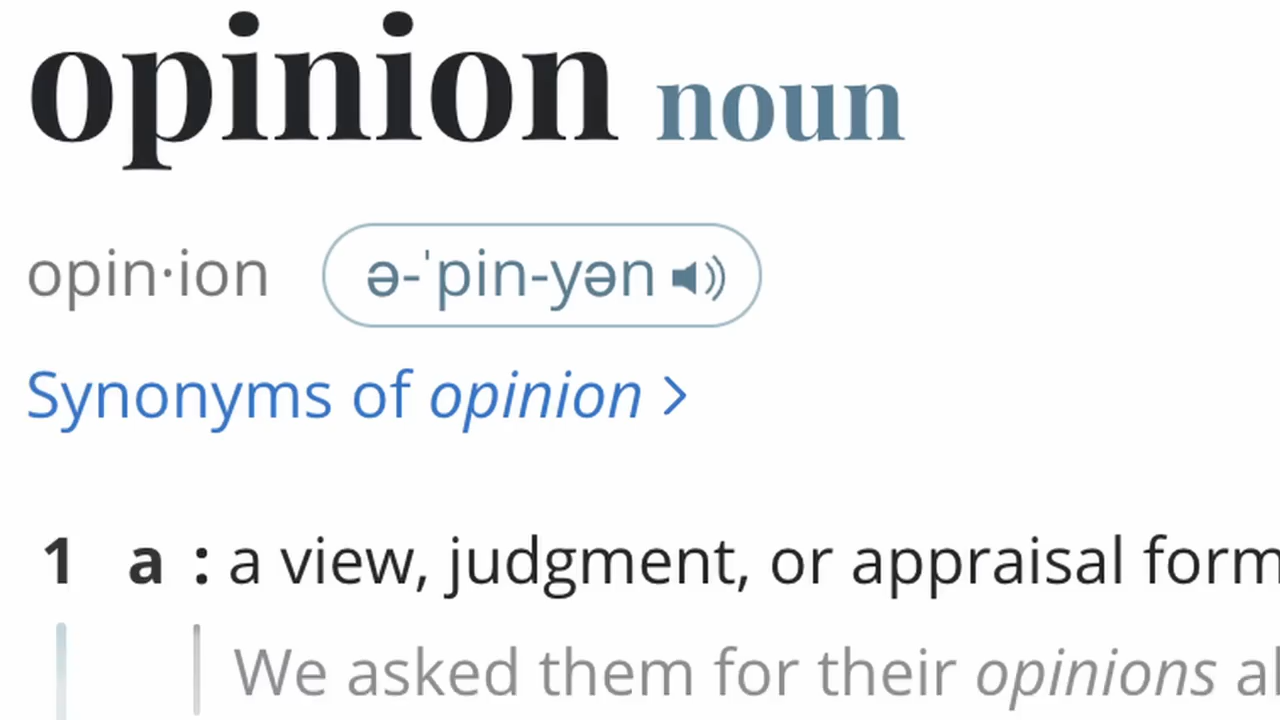 opinion noun
opin·ion ə-ˈpin-yən
Synonyms of opinion >
1 a : a view, judgment, or appraisal form
We asked them for their opinions